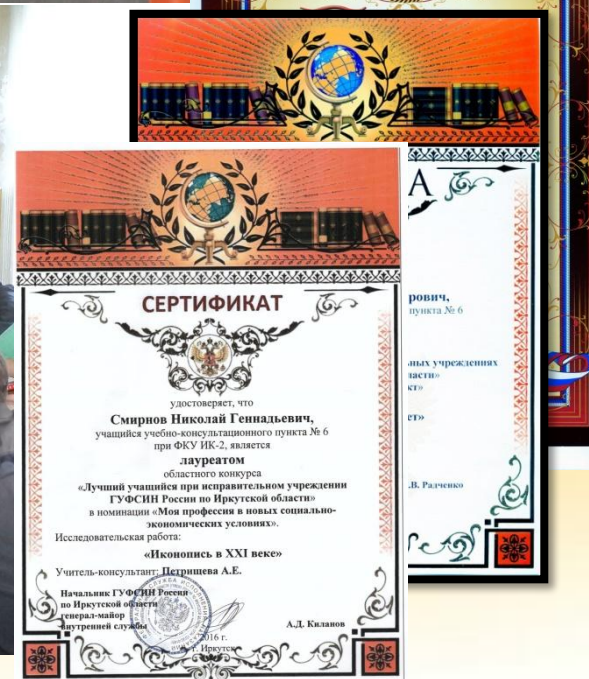 СЕРТИФИКАТ
удостоверяет, что
Смирнов Николай Геннадьевич,
учащийся учебно-консультационного пункта № 6
при ФКУ ИК-2, является
лауреатом
областного конкурса
«Лучший учащийся при исправительном учреждении
ГУФСИН России по Иркутской области»
в номинации «Моя профессия в новых социально-
экономических условиях».
Исследовательская работа:
«Иконопись в XXI веке»
Учитель-консультант: Петрищева А.Е.
Начальник ГУФСИН России
по Иркутской области
генерал-майор
внутренней службы
А.Д. Киланов
2016 г.
г. Иркутск
А
рович,
пункта № 6
ных учреждениях
ласти»
кт»
ет»
.В. Радченко